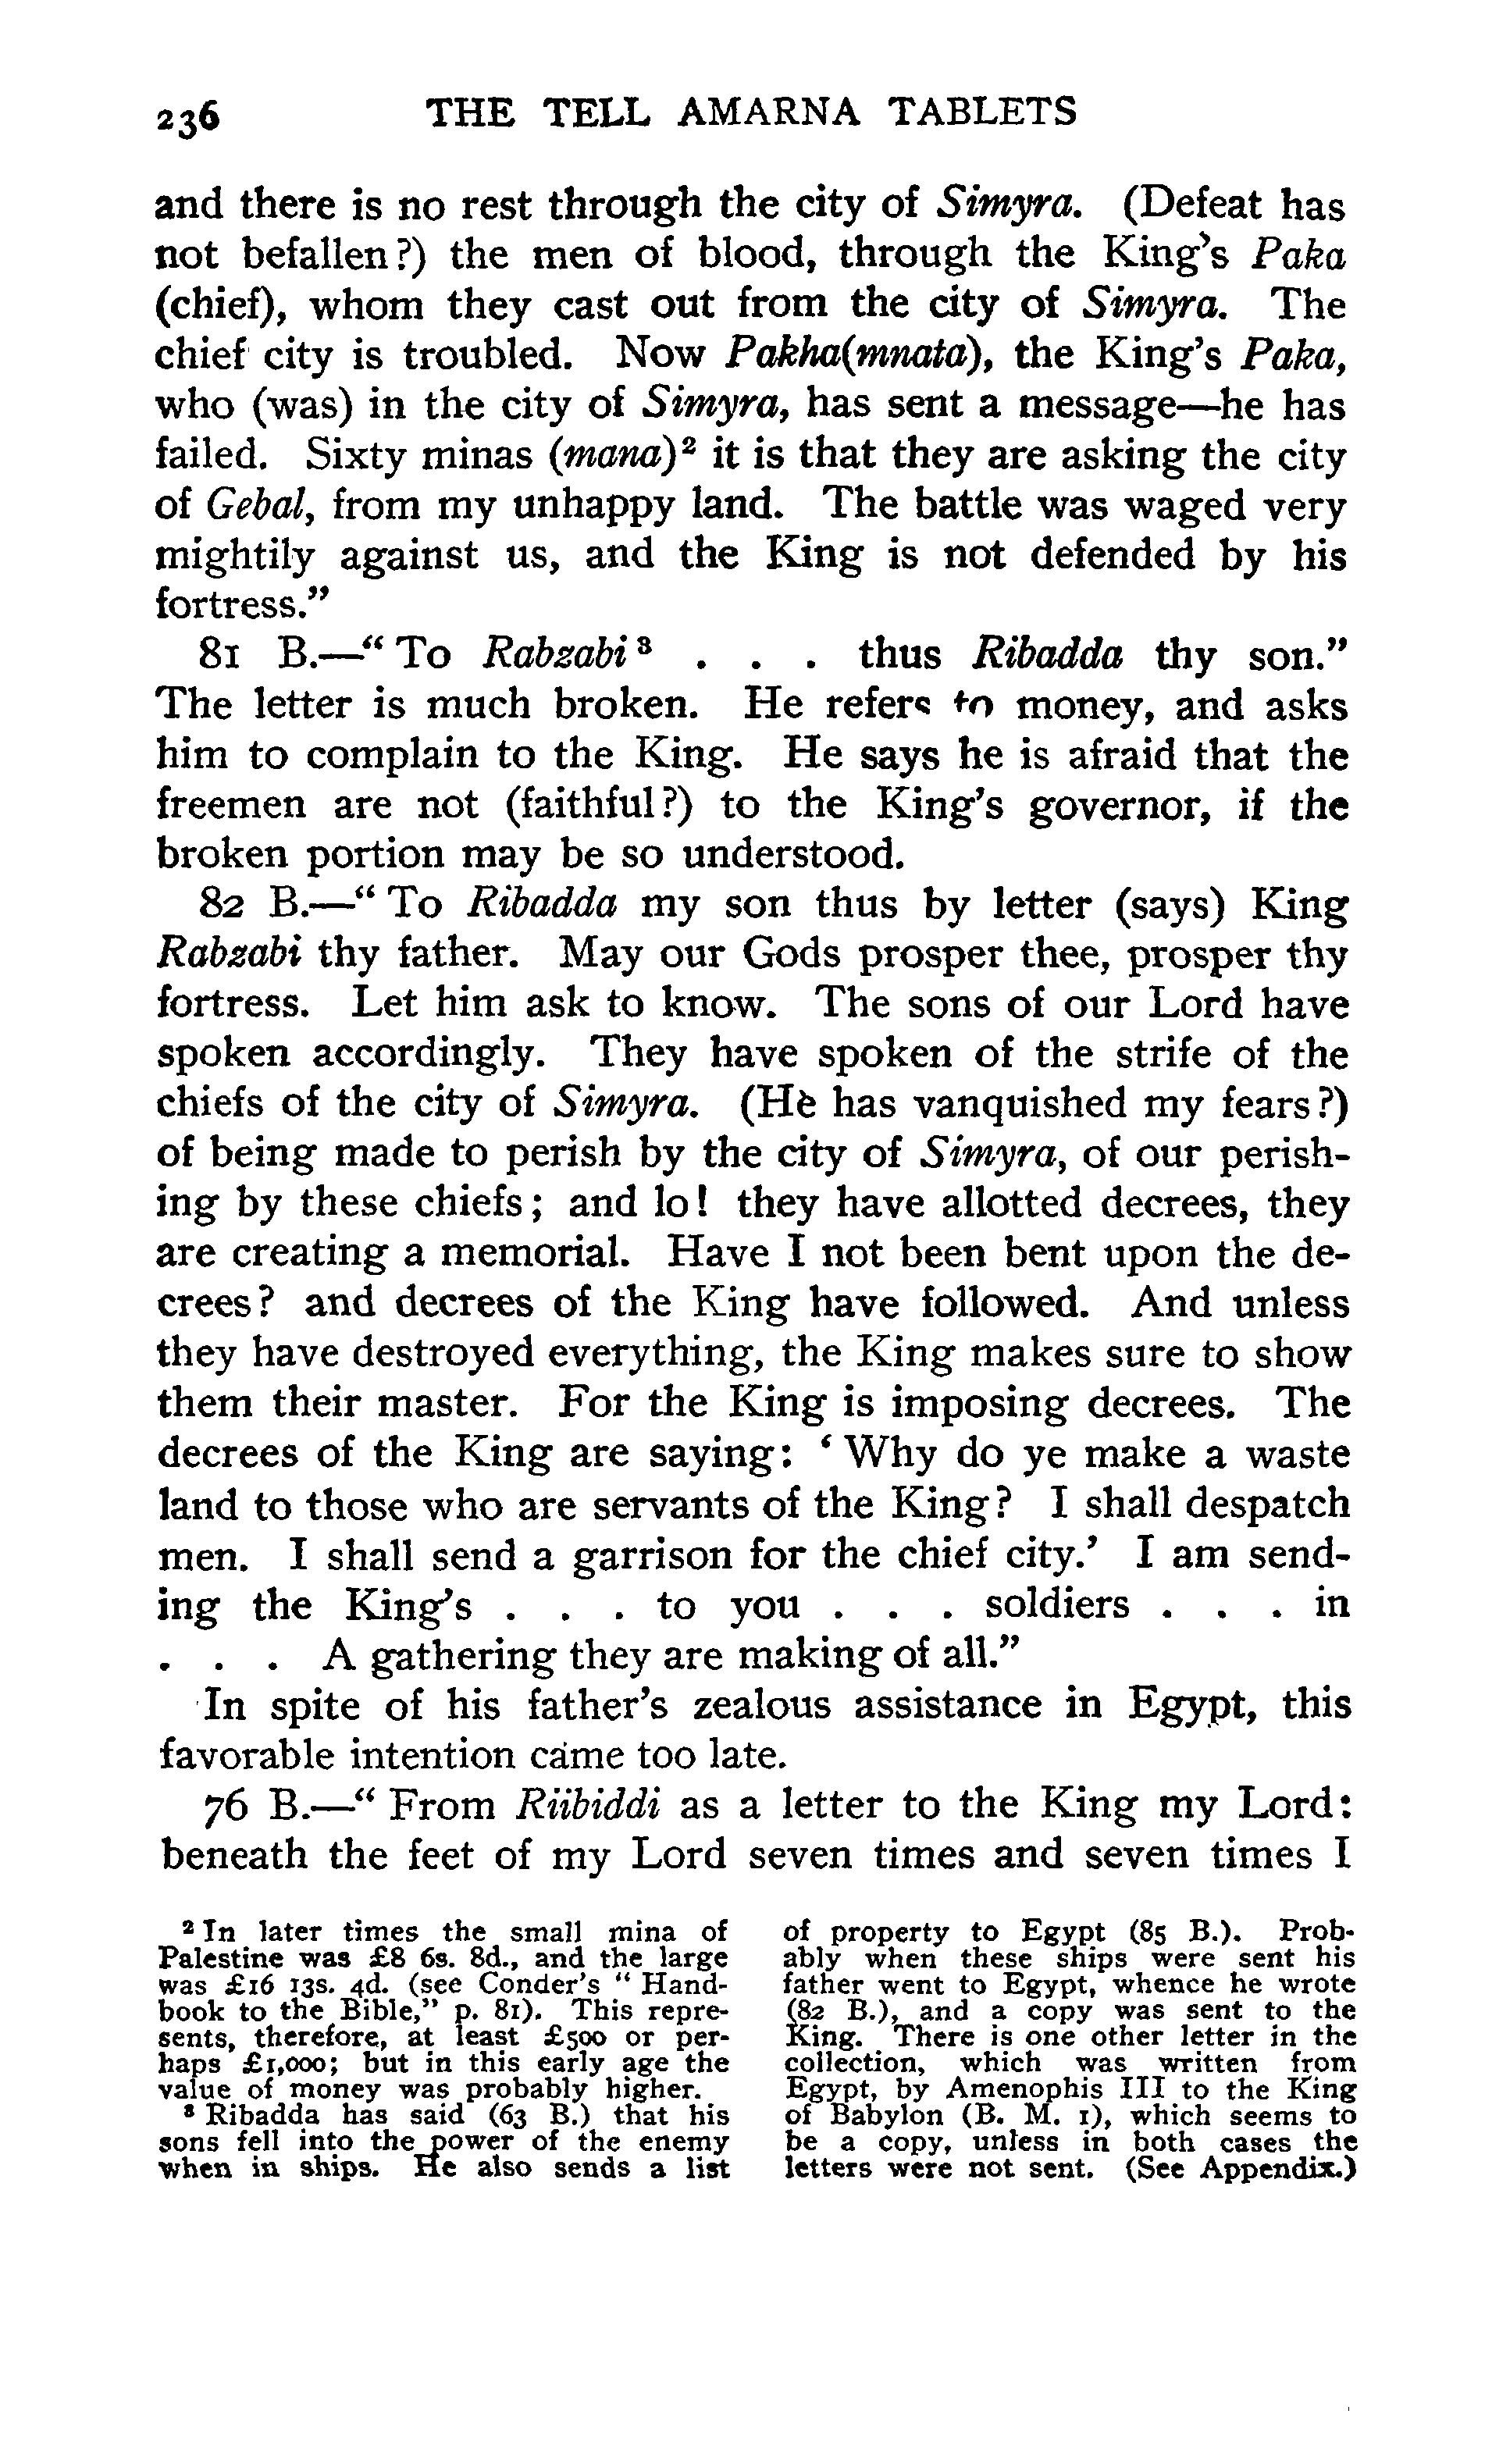 236 THE TELL AMARNA TABLETS
and there is no rest through the city of Simyra. (Defeat has
not befallen?) the men of blood, through the King's Paka
(chief), whom they cast out from the city of Simyra. The
chief city is troubled. Now Pakha(mnata), the King's Paka,
who (was) in the city of Simyra, has sent a message—he has
failed. Sixty minas (mana)² it is that they are asking the city
of Gebal, from my unhappy land. The battle was waged very
mightily against us, and the King is not defended by his
fortress."
81 B.—"To Rabzabi³ . . . thus Ribadda thy son."
The letter is much broken. He refers to money, and asks
him to complain to the King. He says he is afraid that the
freemen are not (faithful?) to the King's governor, if the
broken portion may be so understood.
82 B.—"To Ribadda my son thus by letter (says) King
Rabzabi thy father. May our Gods prosper thee, prosper thy
fortress. Let him ask to know. The sons of our Lord have
spoken accordingly. They have spoken of the strife of the
chiefs of the city of Simyra. (He has vanquished my fears?)
of being made to perish by the city of Simyra, of our perish-
ing by these chiefs; and lo! they have allotted decrees, they
are creating a memorial. Have I not been bent upon the de-
crees? and decrees of the King have followed. And unless
they have destroyed everything, the King makes sure to show
them their master. For the King is imposing decrees. The
decrees of the King are saying: 'Why do ye make a waste
land to those who are servants of the King? I shall despatch
men. I shall send a garrison for the chief city.' I am send-
ing the King's . . . to you . . . soldiers . . . in
. . . A gathering they are making of all."
In spite of his father's zealous assistance in Egypt, this
favorable intention came too late.
76 B.—"From Riibiddi as a letter to the King my Lord:
beneath the feet of my Lord seven times and seven times I
² In later times the small mina of
Palestine was £8 6s. 8d., and the large
was £16 13s. 4d. (see Conder's "Hand-
book to the Bible," p. 81). This repre-
sents, therefore, at least £500 or per-
haps £1,000; but in this early age the
value of money was probably higher.
³ Ribadda has said (63 B.) that his
sons fell into the power of the enemy
when in ships. He also sends a list
of property to Egypt (85 B.). Prob-
ably when these ships were sent his
father went to Egypt, whence he wrote
(82 B.), and a copy was sent to the
King. There is one other letter in the
collection, which was written from
Egypt, by Amenophis III to the King
of Babylon (B. M. 1), which seems to
be a copy, unless in both cases the
letters were not sent. (See Appendix.)